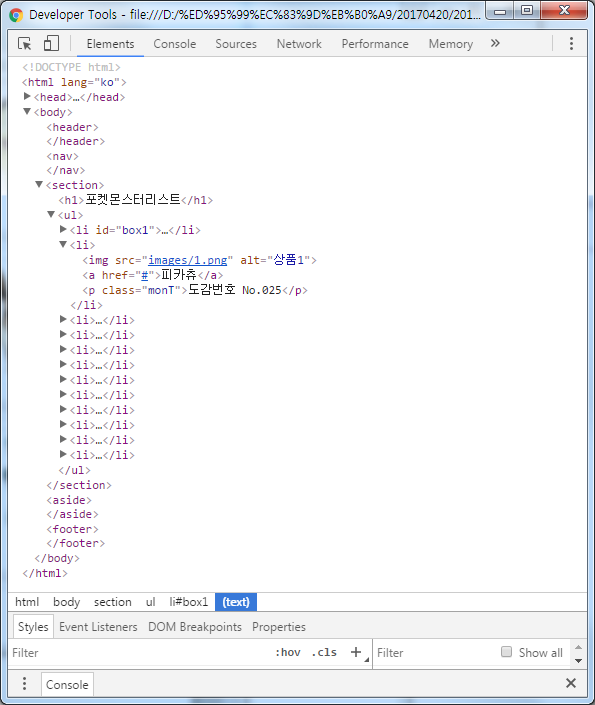 Developer Tools - file:///D:/%ED%95%99%EC%83%9D%EB%B0%A9/20170420/201...
Elements Console Sources Network Performance Memory »
<!DOCTYPE html>
<html lang="ko">
<head>…</head>
<body>
<header>
</header>
<nav>
</nav>
<section>
<h1>포켓몬스터리스트</h1>
<ul>
<li id="box1">…</li>
<li>
<img src="images/1.png" alt="상품1">
<a href="#">피카츄</a>
<p class="monT">도감번호 No.025</p>
</li>
<li>…</li>
<li>…</li>
<li>…</li>
<li>…</li>
<li>…</li>
<li>…</li>
<li>…</li>
<li>…</li>
<li>…</li>
<li>…</li>
</ul>
</section>
<aside>
</aside>
<footer>
</footer>
</body>
</html>
html body section ul li#box1 (text)
Styles Event Listeners DOM Breakpoints Properties
Filter :hov .cls + Filter Show all
Console